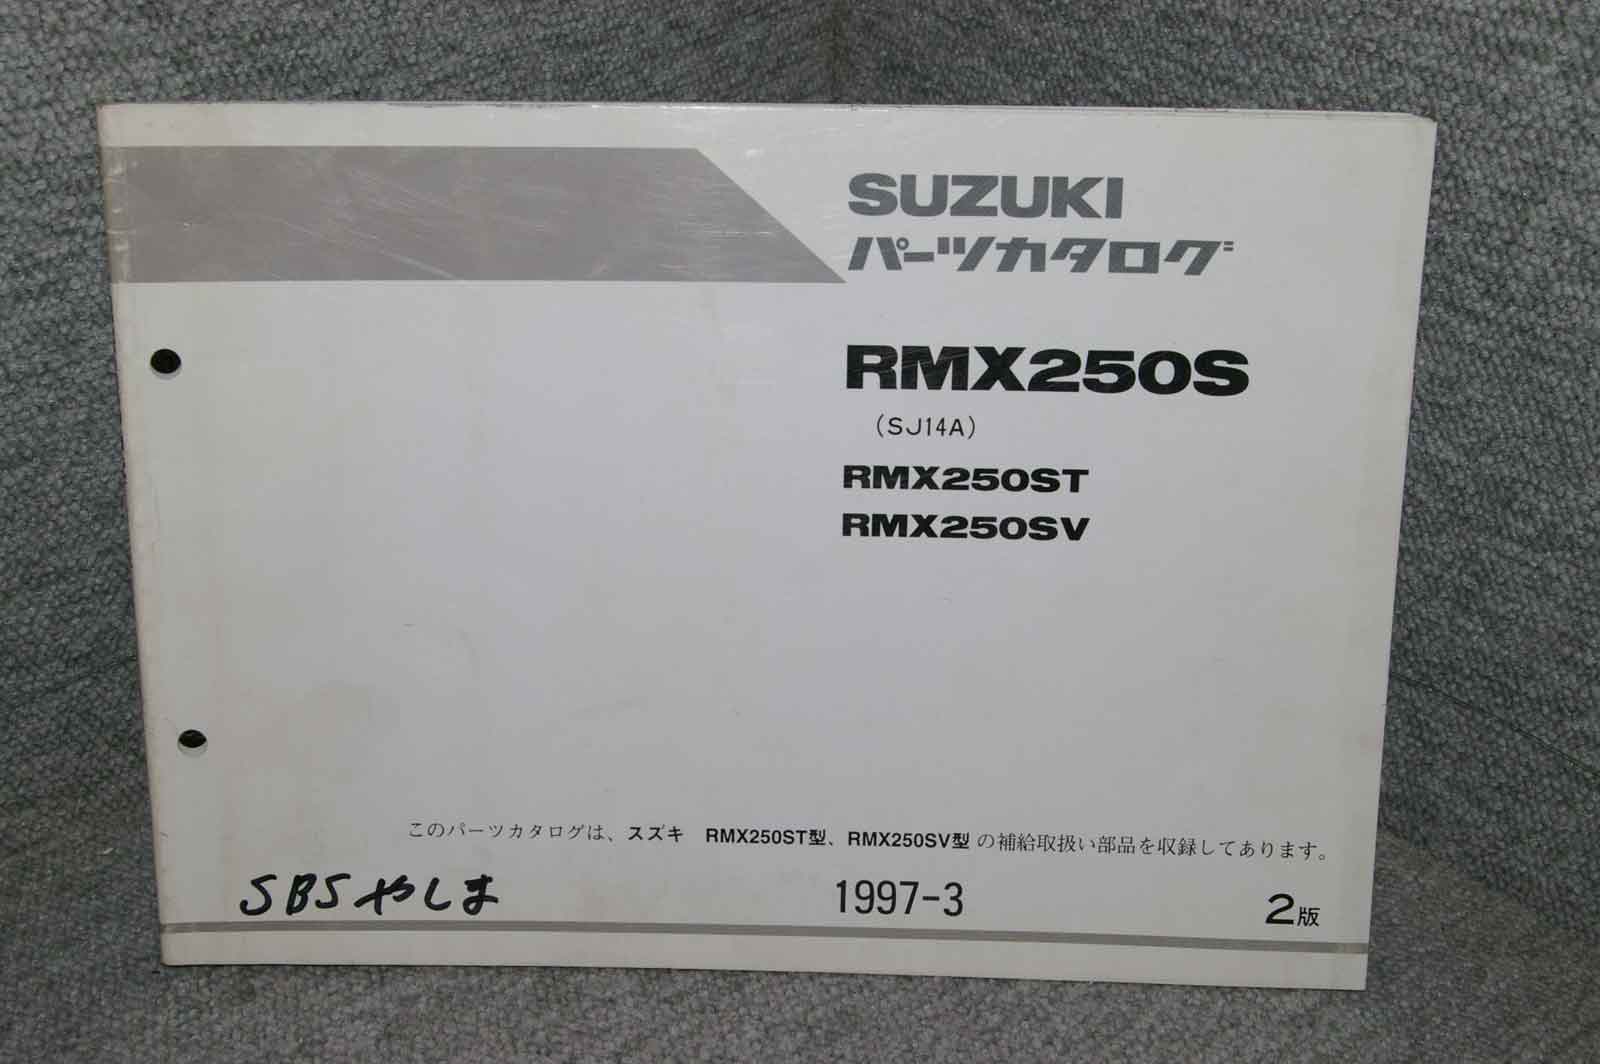 SUZUKI
パーツカタログ
RMX250S
(SJ14A)
RMX250ST
RMX250SV
このパーツカタログは、スズキ RMX250ST型、RMX250SV型 の補給取扱い部品を収録してあります。
SBSやしま 1997-3 2版